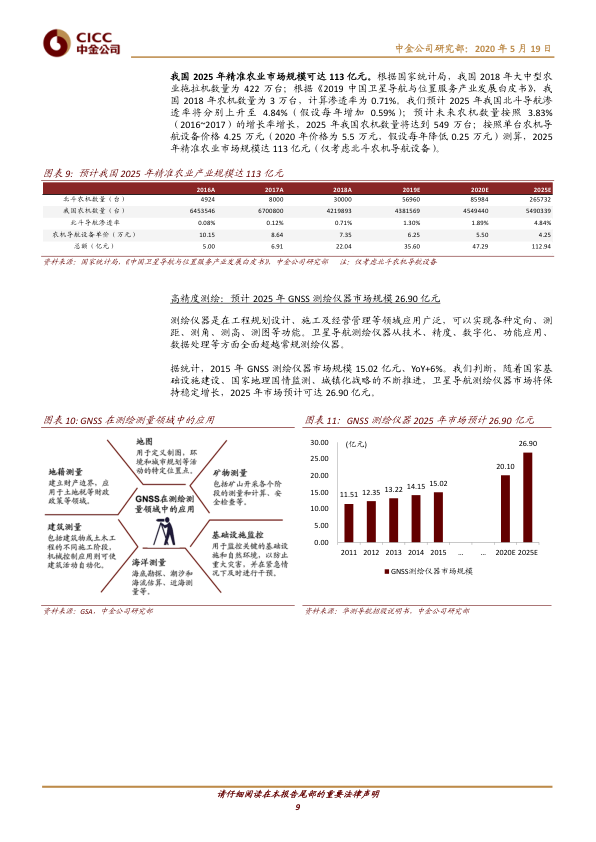 CICC
中金公司
中金公司研究部：2020 年 5 月 19 日
我国 2025 年精准农业市场规模可达 113 亿元。根据国家统计局，我国 2018 年大中型农
业拖拉机数量为 422 万台；根据《2019 中国卫星导航与位置服务产业发展白皮书》，我
国 2018 年农机数量为 3 万台，计算渗透率为 0.71%。我们预计 2025 年我国北斗导航渗
透率将分别上升至 4.84%（假设每年增加 0.59%）；预计未来农机数量按照 3.83%
（2016~2017）的增长率增长，2025 年我国农机数量将达到 549 万台；按照单台农机导
航设备价格 4.25 万元（2020 年价格为 5.5 万元，假设每年降低 0.25 万元）测算，2025
年精准农业市场规模达 113 亿元（仅考虑北斗农机导航设备）。
图表 9：预计我国 2025 年精准农业产业规模达 113 亿元
2016A 2017A 2018A 2019E 2020E 2025E
北斗农机数量（台） 4924 8000 30000 56960 85984 265732
我国农机数量（台） 6453546 6700800 4219893 4381569 4549440 5490339
北斗导航渗透率 0.08% 0.12% 0.71% 1.30% 1.89% 4.84%
农机导航设备单价（万元） 10.15 8.64 7.35 6.25 5.50 4.25
总额（亿元） 5.00 6.91 22.04 35.60 47.29 112.94
资料来源：国家统计局，《中国卫星导航与位置服务产业发展白皮书》，中金公司研究部 注：仅考虑北斗农机导航设备
高精度测绘：预计 2025 年 GNSS 测绘仪器市场规模 26.90 亿元
测绘仪器是在工程规划设计、施工及经营管理等领域应用广泛，可以实现各种定向、测
距、测角、测高、测图等功能。卫星导航测绘仪器从技术、精度、数字化、功能应用、
数据处理等方面全面超越常规测绘仪器。
据统计，2015 年 GNSS 测绘仪器市场规模 15.02 亿元、YoY+6%。我们判断，随着国家基
础设施建设、国家地理国情监测、城镇化战略的不断推进，卫星导航测绘仪器市场将保
持稳定增长，2025 年市场预计可达 26.90 亿元。
图表 10: GNSS 在测绘测量领域中的应用
地图
用于定义制图，环
境和城市规划等活
动的特定位置点。
地籍测量
建立财产边界，应
用于土地税等财政
政策等领域。
矿物测量
包括矿山开采各个阶
段的测量和计算、安
全检查等。
GNSS在测绘测
量领域中的应用
建筑测量
包括建筑物或土木工
程的不同施工阶段，
机械控制应用则可使
建筑活动自动化。
基础设施监控
用于监控关键的基础设
施和自然环境，以防止
重大灾害，并在紧急情
况下及时进行干预。
海洋测量
海底勘探、潮汐和
海流估算、近海测
量等。
资料来源：GSA，中金公司研究部
图表 11：GNSS 测绘仪器 2025 年市场预计 26.90 亿元
（亿元）
30.00
25.00
20.00
15.00
10.00
5.00
0.00
11.51 12.35 13.22 14.15 15.02 20.10 26.90
2011 2012 2013 2014 2015 … … 2020E 2025E
GNSS测绘仪器市场规模
资料来源：华测导航招股说明书，中金公司研究部
请仔细阅读在本报告尾部的重要法律声明
9